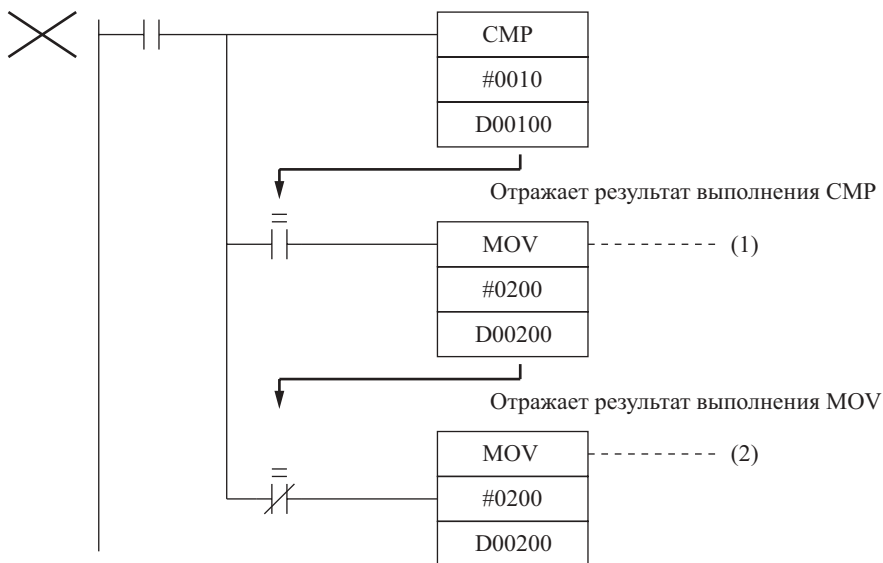 CMP
#0010
D00100
Отражает результат выполнения CMP
=
MOV
(1)
#0200
D00200
Отражает результат выполнения MOV
=
MOV
(2)
#0200
D00200